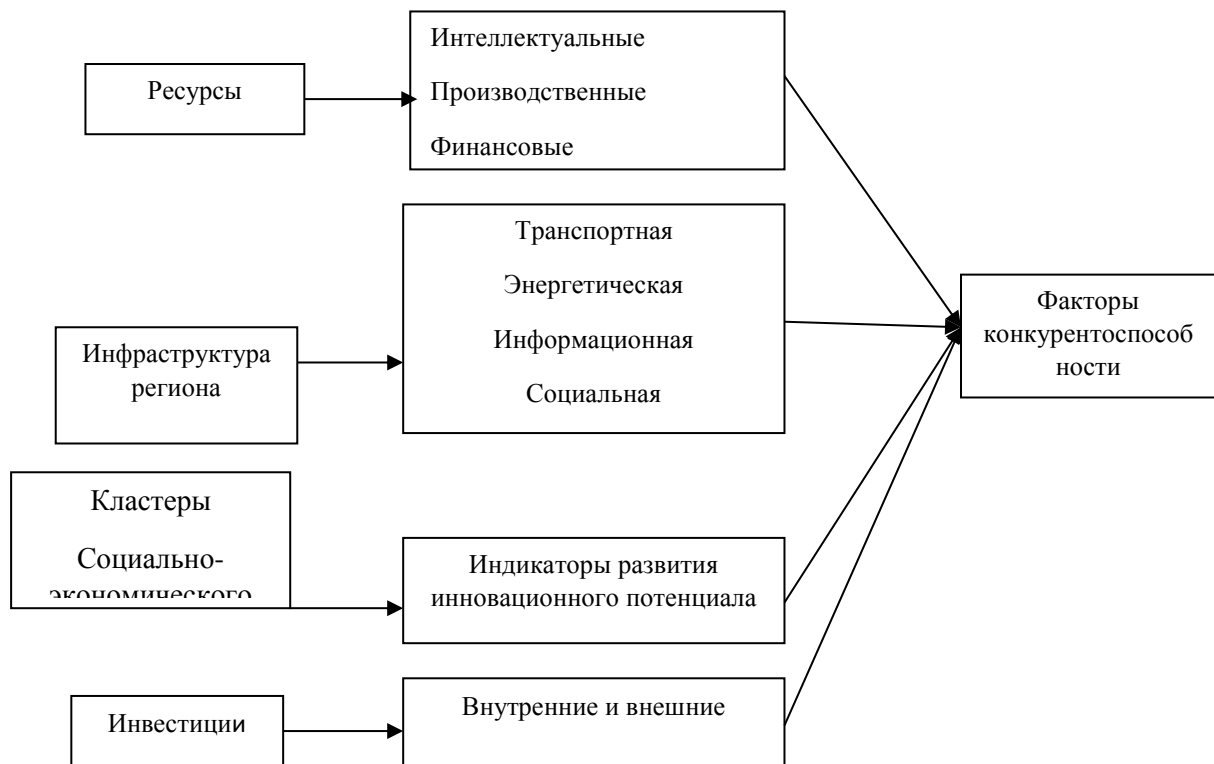 Ресурсы
Интеллектуальные
Производственные
Финансовые
Инфраструктура
региона
Транспортная
Энергетическая
Информационная
Социальная
Факторы
конкурентоспособ
ности
Кластеры
Социально-
экономического
Индикаторы развития
инновационного потенциала
Инвестиции
Внутренние и внешние